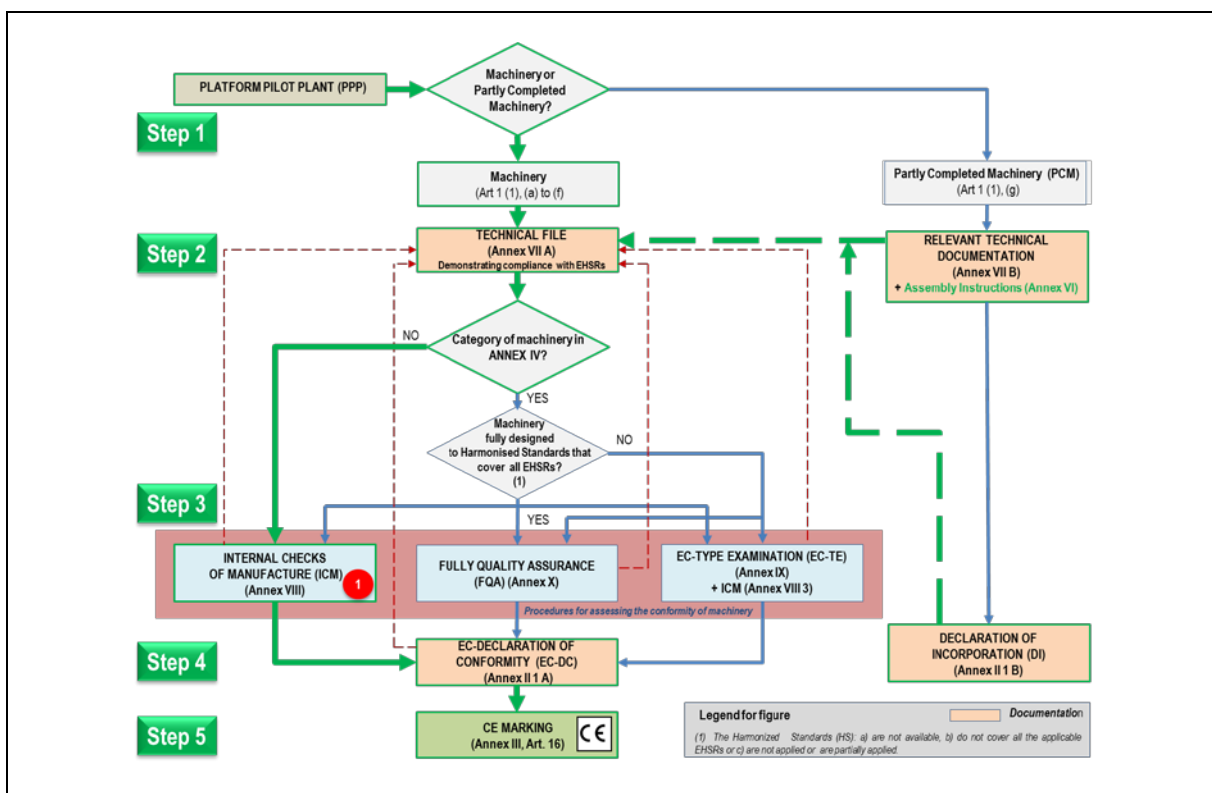 PLATFORM PILOT PLANT (PPP)
Machinery or
Partly Completed
Machinery?
Step 1
Machinery
(Art 1 (1), (a) to (f)
Partly Completed Machinery (PCM)
(Art 1 (1), (g)
Step 2
TECHNICAL FILE
(Annex VII A)
Demonstrating compliance with EHSRs
RELEVANT TECHNICAL
DOCUMENTATION
(Annex VII B)
+ Assembly Instructions (Annex VI)
NO
Category of machinery in
ANNEX IV?
YES
Machinery
fully designed
to Harmonised Standards that
cover all EHSRs?
(1)
NO
Step 3
YES
INTERNAL CHECKS
OF MANUFACTURE (ICM)
(Annex VIII)
1
FULLY QUALITY ASSURANCE
(FQA) (Annex X)
EC-TYPE EXAMINATION (EC-TE)
(Annex IX)
+ ICM (Annex VIII 3)
Procedures for assessing the conformity of machinery
Step 4
EC-DECLARATION OF
CONFORMITY (EC-DC)
(Annex II 1 A)
DECLARATION OF
INCORPORATION (DI)
(Annex II 1 B)
Step 5
CE MARKING
(Annex III, Art. 16)
CE
Legend for figure
Documentation
(1) The Harmonized Standards (HS): a) are not available, b) do not cover all the applicable
EHSRs or c) are not applied or are partially applied.